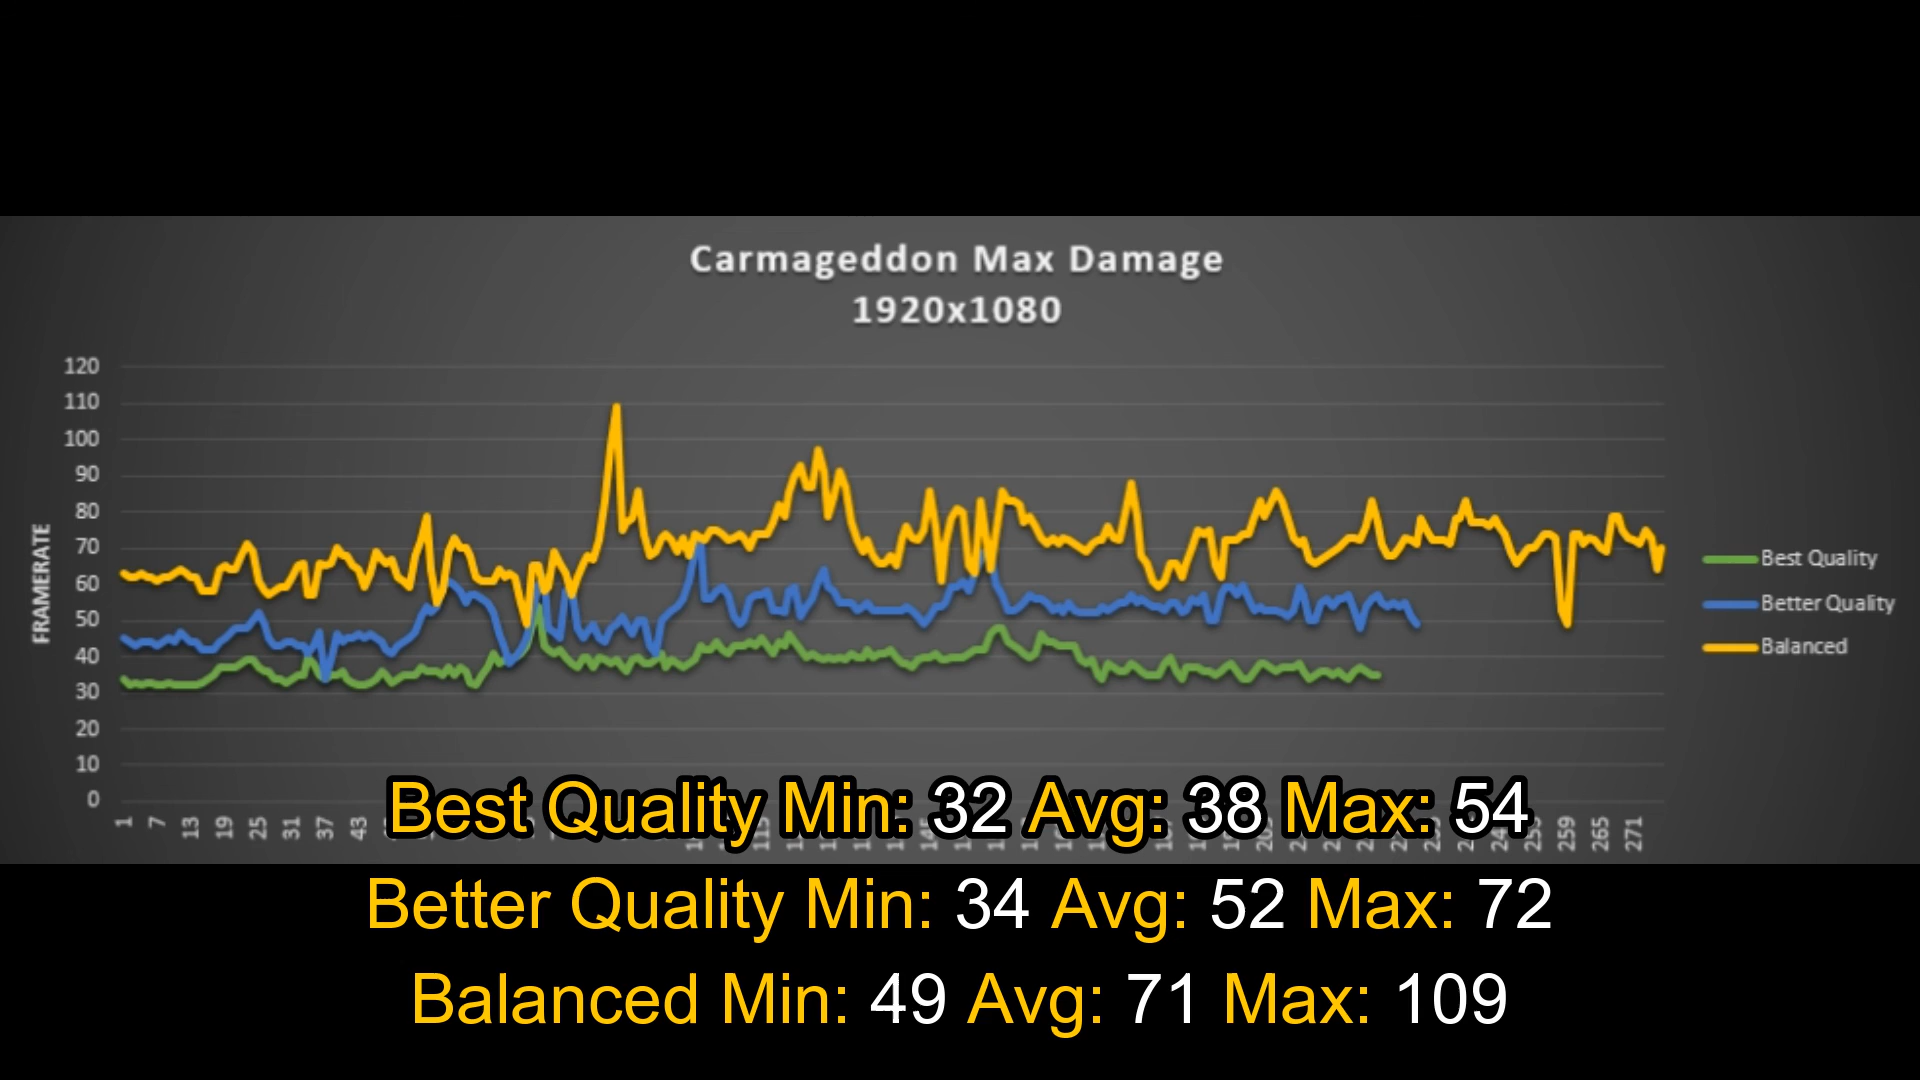 Carmageddon Max Damage
1920x1080
120
110
100
90
80
70
60
50
40
30
20
10
0
FRAMERATE
Best Quality
Better Quality
Balanced
1 7 13 19 25 31 37 43 259 265 271
Best Quality Min: 32 Avg: 38 Max: 54
Better Quality Min: 34 Avg: 52 Max: 72
Balanced Min: 49 Avg: 71 Max: 109